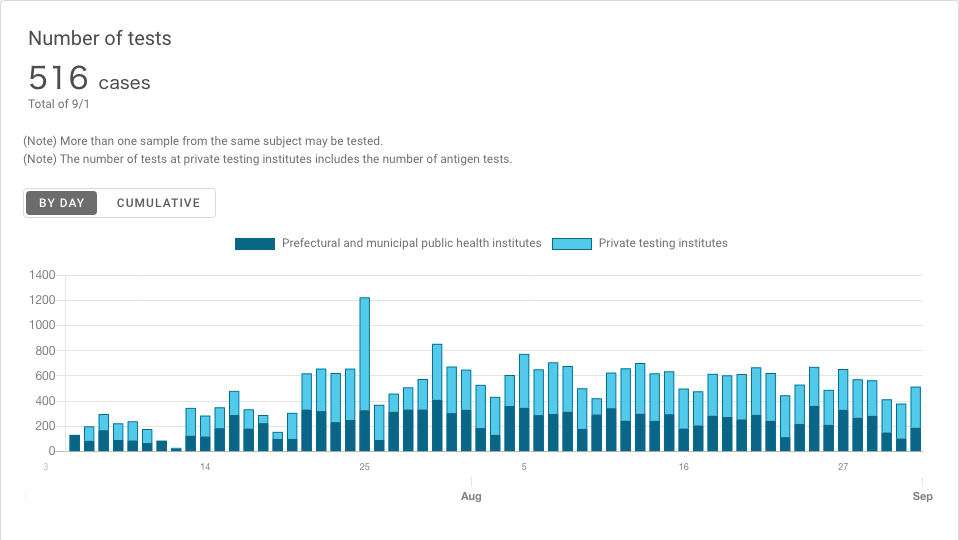 Number of tests
516 cases
Total of 9/1
(Note) More than one sample from the same subject may be tested.
(Note) The number of tests at private testing institutes includes the number of antigen tests.
BY DAY CUMULATIVE
Prefectural and municipal public health institutes Private testing institutes
1400
1200
1000
800
600
400
200
0
3 14 25 5 16 27
Aug Sep